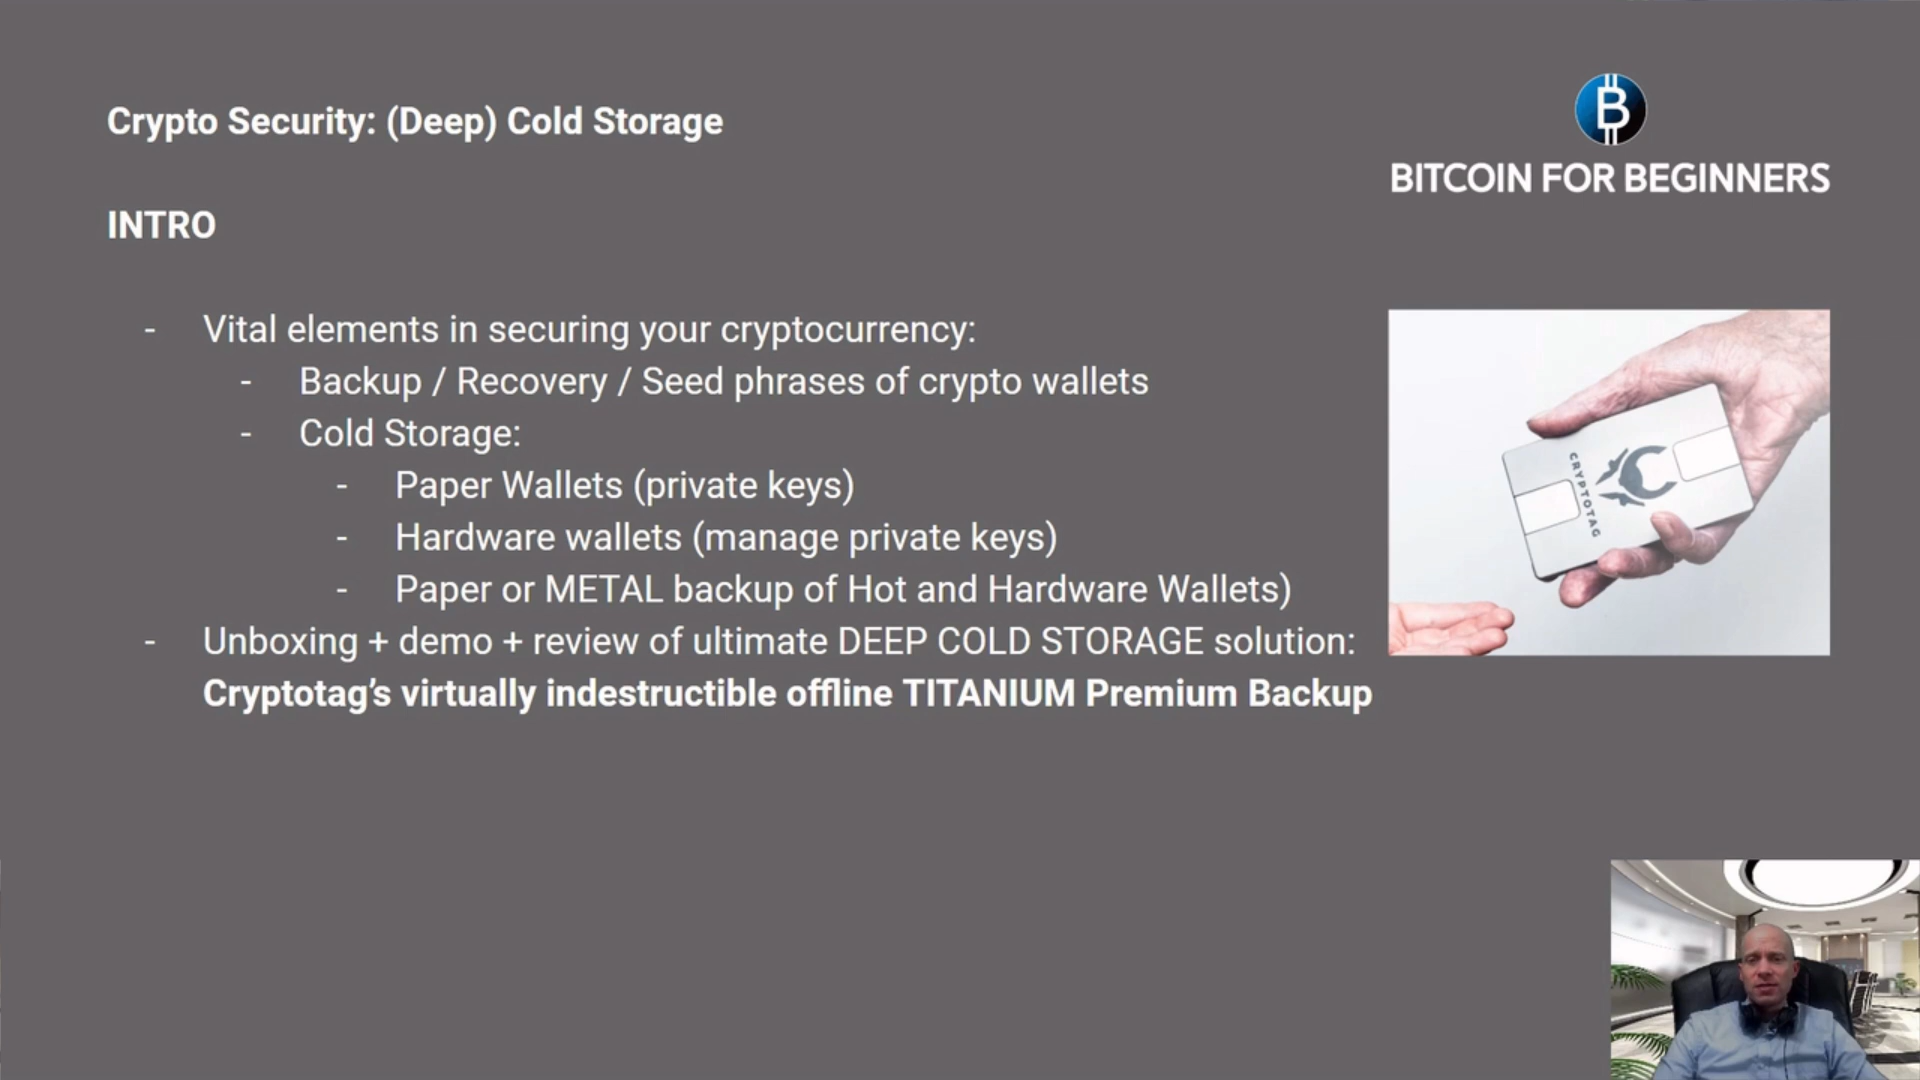 Crypto Security: (Deep) Cold Storage
BITCOIN FOR BEGINNERS
INTRO
- Vital elements in securing your cryptocurrency:
- Backup / Recovery / Seed phrases of crypto wallets
- Cold Storage:
- Paper Wallets (private keys)
- Hardware wallets (manage private keys)
- Paper or METAL backup of Hot and Hardware Wallets)
- Unboxing + demo + review of ultimate DEEP COLD STORAGE solution:
Cryptotag’s virtually indestructible offline TITANIUM Premium Backup
CRYPTOTAG